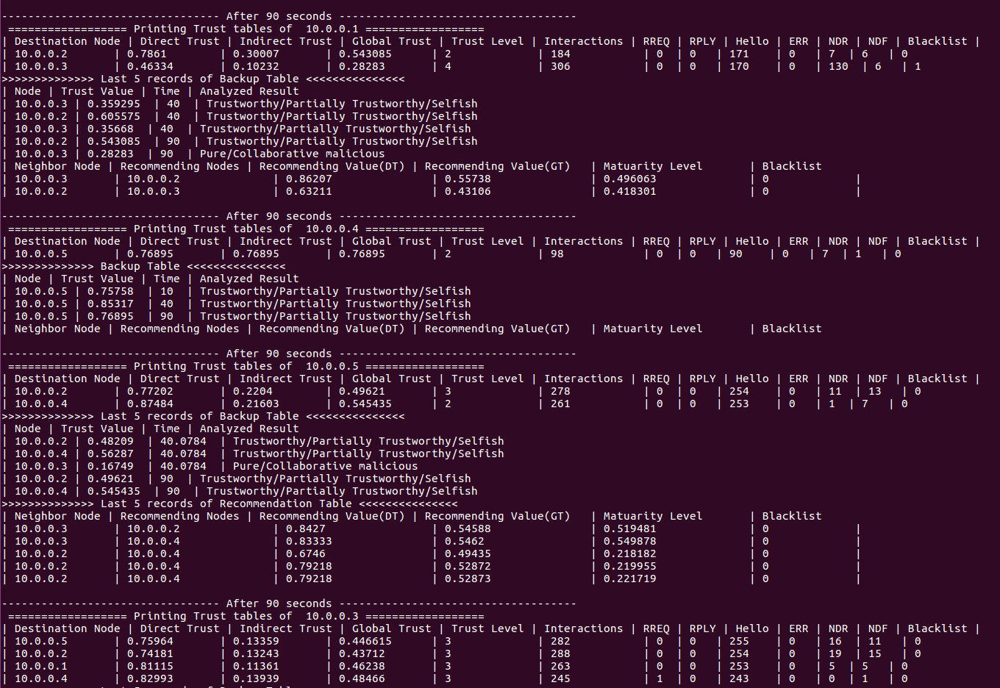 --------------------------------- After 90 seconds ------------------------------------
================== Printing Trust tables of  10.0.0.1 ==================
| Destination Node | Direct Trust | Indirect Trust | Global Trust | Trust Level | Interactions | RREQ | RPLY | Hello | ERR | NDR | NDF | Blacklist |
| 10.0.0.2 | 0.7861 | 0.30007 | 0.543085 | 2 | 184 | 0 | 0 | 171 | 0 | 7 | 6 | 0
| 10.0.0.3 | 0.46334 | 0.10232 | 0.28283 | 4 | 306 | 0 | 0 | 170 | 0 | 130 | 6 | 1
>>>>>>>>>>>>>> Last 5 records of Backup Table <<<<<<<<<<<<<<<
| Node | Trust Value | Time | Analyzed Result
| 10.0.0.3 | 0.359295 | 40 | Trustworthy/Partially Trustworthy/Selfish
| 10.0.0.2 | 0.605575 | 40 | Trustworthy/Partially Trustworthy/Selfish
| 10.0.0.3 | 0.35668 | 40 | Trustworthy/Partially Trustworthy/Selfish
| 10.0.0.2 | 0.543085 | 90 | Trustworthy/Partially Trustworthy/Selfish
| 10.0.0.3 | 0.28283 | 90 | Pure/Collaborative malicious
| Neighbor Node | Recommending Nodes | Recommending Value(DT) | Recommending Value(GT) | Maturity Level | Blacklist
| 10.0.0.3 | 10.0.0.2 | 0.86207 | 0.55738 | 0.496063 | 0 |
| 10.0.0.2 | 10.0.0.3 | 0.63211 | 0.43106 | 0.418301 | 0 |
--------------------------------- After 90 seconds ------------------------------------
================== Printing Trust tables of  10.0.0.4 ==================
| Destination Node | Direct Trust | Indirect Trust | Global Trust | Trust Level | Interactions | RREQ | RPLY | Hello | ERR | NDR | NDF | Blacklist |
| 10.0.0.5 | 0.76895 | 0.76895 | 0.76895 | 2 | 98 | 0 | 0 | 90 | 0 | 7 | 1 | 0
>>>>>>>>>>>>>> Backup Table <<<<<<<<<<<<<<<
| Node | Trust Value | Time | Analyzed Result
| 10.0.0.5 | 0.75758 | 10 | Trustworthy/Partially Trustworthy/Selfish
| 10.0.0.5 | 0.85317 | 40 | Trustworthy/Partially Trustworthy/Selfish
| 10.0.0.5 | 0.76895 | 90 | Trustworthy/Partially Trustworthy/Selfish
| Neighbor Node | Recommending Nodes | Recommending Value(DT) | Recommending Value(GT) | Maturity Level | Blacklist
--------------------------------- After 90 seconds ------------------------------------
================== Printing Trust tables of  10.0.0.5 ==================
| Destination Node | Direct Trust | Indirect Trust | Global Trust | Trust Level | Interactions | RREQ | RPLY | Hello | ERR | NDR | NDF | Blacklist |
| 10.0.0.2 | 0.77202 | 0.2204 | 0.49621 | 3 | 278 | 0 | 0 | 254 | 0 | 11 | 13 | 0
| 10.0.0.4 | 0.87484 | 0.21603 | 0.545435 | 2 | 261 | 0 | 0 | 253 | 0 | 1 | 7 | 0
>>>>>>>>>>>>>> Last 5 records of Backup Table <<<<<<<<<<<<<<<
| Node | Trust Value | Time | Analyzed Result
| 10.0.0.2 | 0.48209 | 40.0784 | Trustworthy/Partially Trustworthy/Selfish
| 10.0.0.4 | 0.56287 | 40.0784 | Trustworthy/Partially Trustworthy/Selfish
| 10.0.0.3 | 0.16749 | 40.0784 | Pure/Collaborative malicious
| 10.0.0.2 | 0.49621 | 90 | Trustworthy/Partially Trustworthy/Selfish
| 10.0.0.4 | 0.545435 | 90 | Trustworthy/Partially Trustworthy/Selfish
>>>>>>>>>>>>>> Last 5 records of Recommendation Table <<<<<<<<<<<<<<<
| Neighbor Node | Recommending Nodes | Recommending Value(DT) | Recommending Value(GT) | Maturity Level | Blacklist
| 10.0.0.3 | 10.0.0.2 | 0.8427 | 0.54588 | 0.519481 | 0 |
| 10.0.0.3 | 10.0.0.4 | 0.83333 | 0.5462 | 0.549878 | 0 |
| 10.0.0.2 | 10.0.0.4 | 0.6746 | 0.49435 | 0.218182 | 0 |
| 10.0.0.2 | 10.0.0.4 | 0.79218 | 0.52872 | 0.219955 | 0 |
| 10.0.0.2 | 10.0.0.4 | 0.79218 | 0.52873 | 0.221719 | 0 |
--------------------------------- After 90 seconds ------------------------------------
================== Printing Trust tables of  10.0.0.3 ==================
| Destination Node | Direct Trust | Indirect Trust | Global Trust | Trust Level | Interactions | RREQ | RPLY | Hello | ERR | NDR | NDF | Blacklist |
| 10.0.0.5 | 0.75964 | 0.13359 | 0.446615 | 3 | 282 | 0 | 0 | 255 | 0 | 16 | 11 | 0
| 10.0.0.2 | 0.74181 | 0.13243 | 0.43712 | 3 | 288 | 0 | 0 | 254 | 0 | 19 | 15 | 0
| 10.0.0.1 | 0.81115 | 0.11361 | 0.46238 | 3 | 263 | 0 | 0 | 253 | 0 | 5 | 5 | 0
| 10.0.0.4 | 0.82993 | 0.13939 | 0.48466 | 3 | 245 | 1 | 0 | 243 | 0 | 0 | 1 | 0